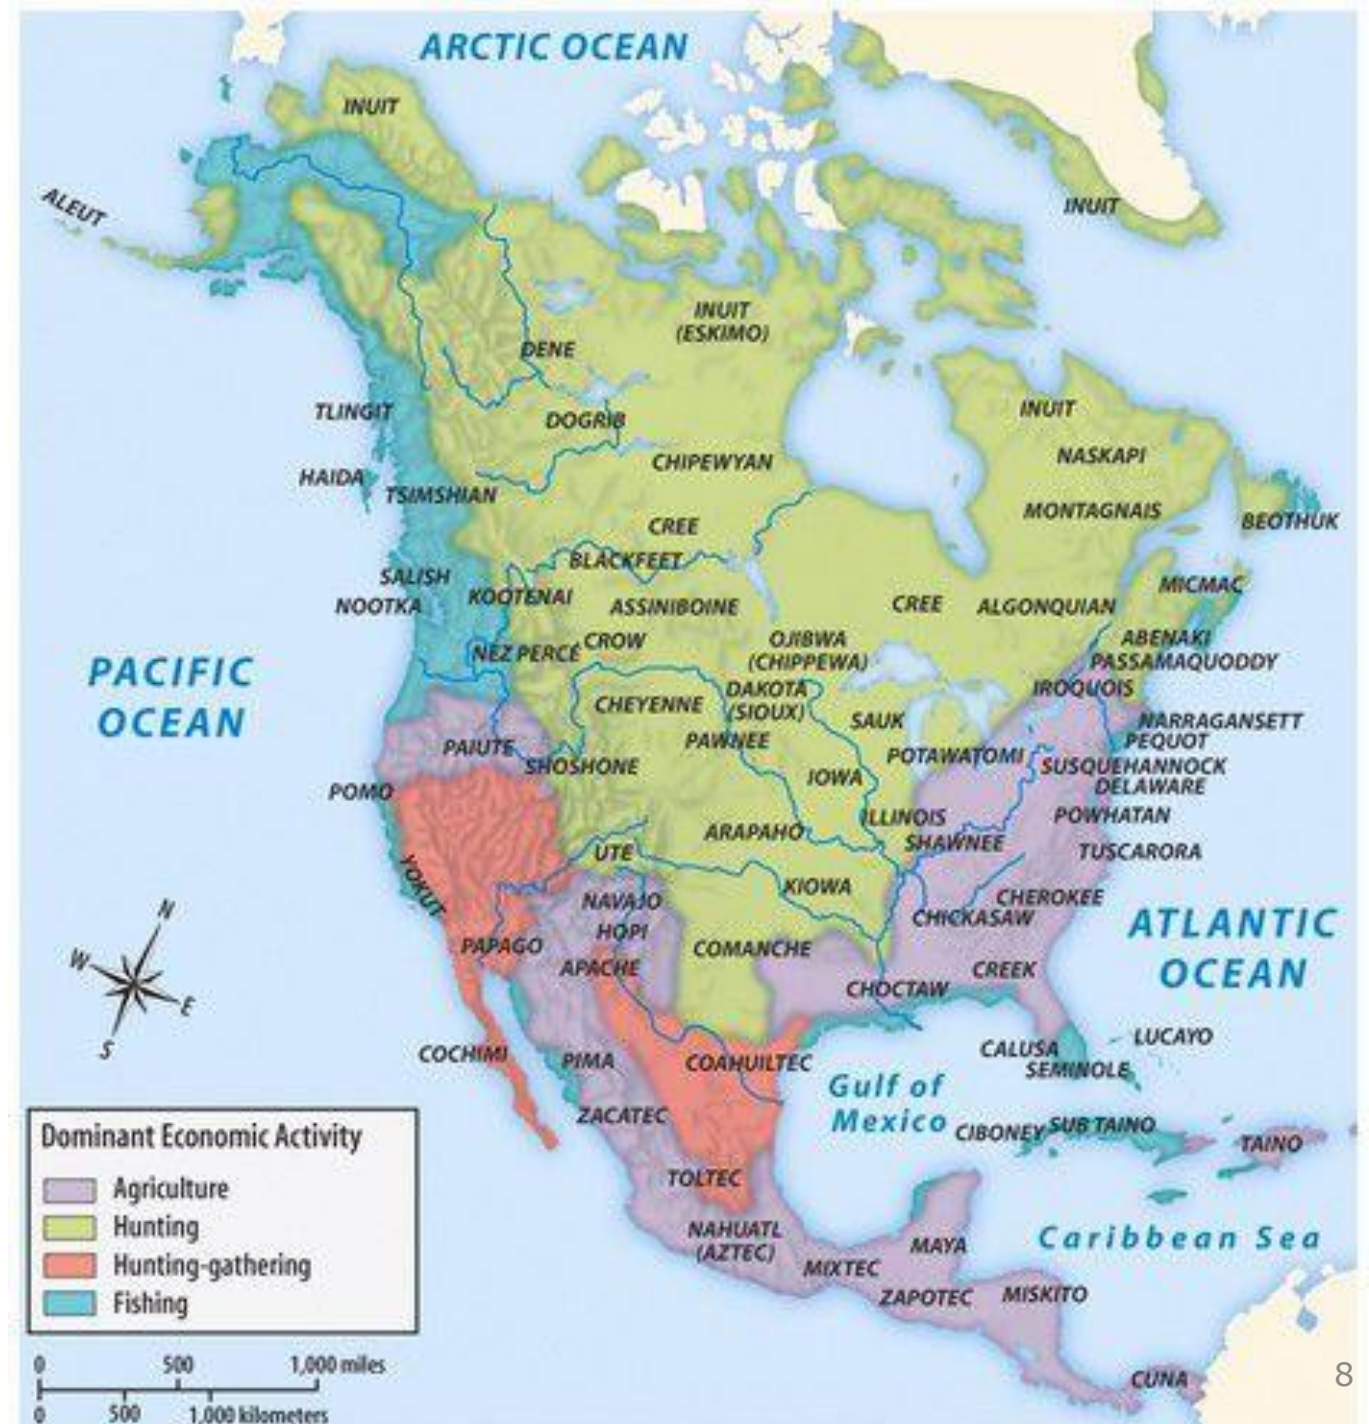 ARCTIC OCEAN
INUIT
ALEUT
INUIT
INUIT
(ESKIMO)
DENE
TLINGIT
DOGRIB
INUIT
CHIPEWYAN
NASKAPI
HAIDA
TSIMSHIAN
MONTAGNAIS
BEOTHUK
CREE
BLACKFEET
SALISH
KOOTENAI
MICMAC
NOOTKA
ASSINIBOINE
CREE
ALGONQUIAN
CROW
OJIBWA
(CHIPPEWA)
ABENAKI
NEZ PERCÉ
PASSAMAQUODDY
PACIFIC
OCEAN
IROQUOIS
CHEYENNE
DAKOTA
(SIOUX)
SAUK
NARRAGANSETT
PAIUTE
PAWNEE
PEQUOT
POTAWATOMI
SHOSHONE
SUSQUEHANNOCK
IOWA
DELAWARE
POMO
ILLINOIS
POWHATAN
ARAPAHO
SHAWNEE
UTE
TUSCARORA
YOKUT
KIOWA
CHEROKEE
NAVAJO
CHICKASAW
HOPI
ATLANTIC
OCEAN
PAPAGO
COMANCHE
APACHE
CREEK
CHOCTAW
N
W
E
S
LUCAYO
COCHIMI
PIMA
COAHUILTEC
CALUSA
SEMINOLE
Gulf of
Mexico
ZACATEC
CIBONEY
SUB TAINO
TAINO
TOLTEC
NAHUATL
(AZTEC)
MAYA
Caribbean Sea
MIXTEC
ZAPOTEC
MISKITO
CUNA
Dominant Economic Activity
Agriculture
Hunting
Hunting-gathering
Fishing
0 500 1,000 miles
0 500 1,000 kilometers
8